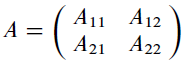 A = ( A11 A12
A21 A22 )